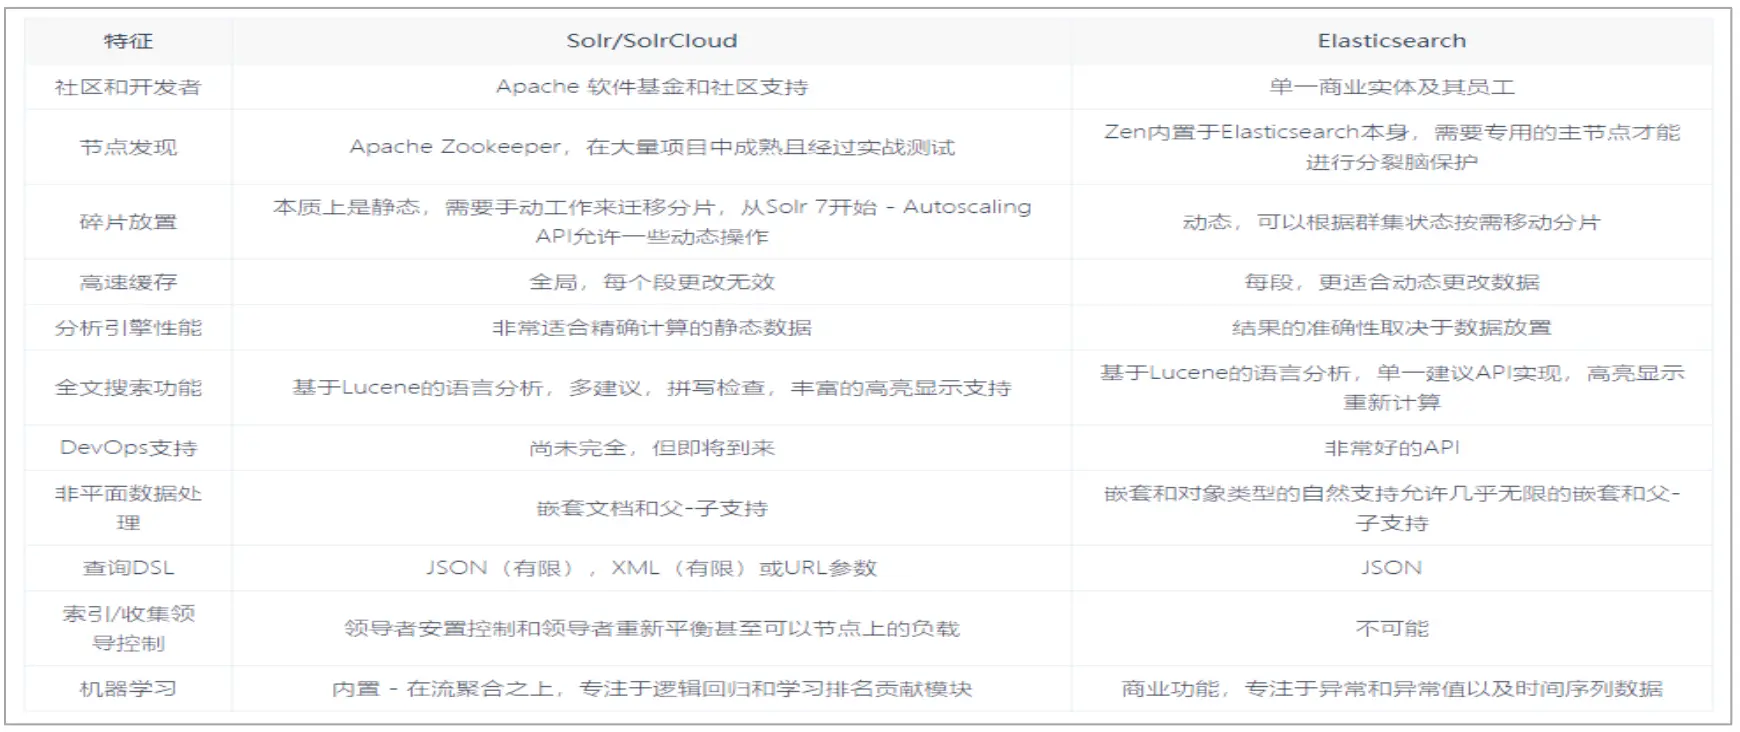 特征 Solr/SolrCloud Elasticsearch
社区和开发者 Apache 软件基金和社区支持 单一商业实体及其员工
节点发现 Apache Zookeeper，在大量项目中成熟且经过实战测试 Zen内置于Elasticsearch本身，需要专用的主节点才能
进行分裂脑保护
碎片放置 本质上是静态，需要手动工作来迁移分片，从Solr 7开始 - Autoscaling
API允许一些动态操作 动态，可以根据群集状态按需移动分片
高速缓存 全局，每个段更改无效 每段，更适合动态更改数据
分析引擎性能 非常适合精确计算的静态数据 结果的准确性取决于数据放置
全文搜索功能 基于Lucene的语言分析，多建议，拼写检查，丰富的高亮显示支持 基于Lucene的语言分析，单一建议API实现，高亮显示
重新计算
DevOps支持 尚未完全，但即将到来 非常好的API
非平面数据处
理 嵌套文档和父-子支持 嵌套和对象类型的自然支持允许几乎无限的嵌套和父-
子支持
查询DSL JSON（有限），XML（有限）或URL参数 JSON
索引/收集领
导控制 领导者安置控制和领导者重新平衡甚至可以节点上的负载 不可能
机器学习 内置 - 在流聚合之上，专注于逻辑回归和学习排名贡献模块 商业功能，专注于异常和异常值以及时间序列数据